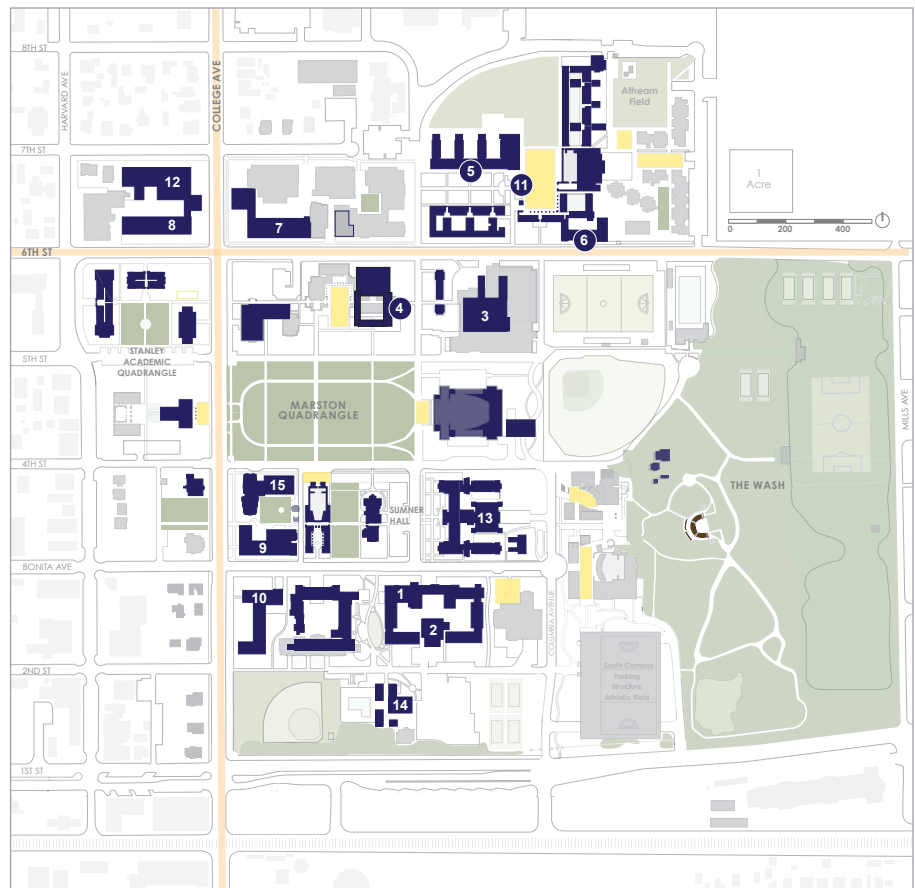 8TH ST
HARVARD AVE
COLLEGE AVE
Athearn
Field
7TH ST
5
12
11
1
Acre
8
7
6
0
200
400
6TH ST
4
3
STANLEY
ACADEMIC
QUADRANGLE
5TH ST
MARSTON
QUADRANGLE
MILLS AVE
4TH ST
15
THE WASH
SUMNER
HALL
13
9
BONITA AVE
10
1
2
COLUMBIA AVENUE
2ND ST
South Campus
Parking
Structure
Athletic Field
14
1ST ST